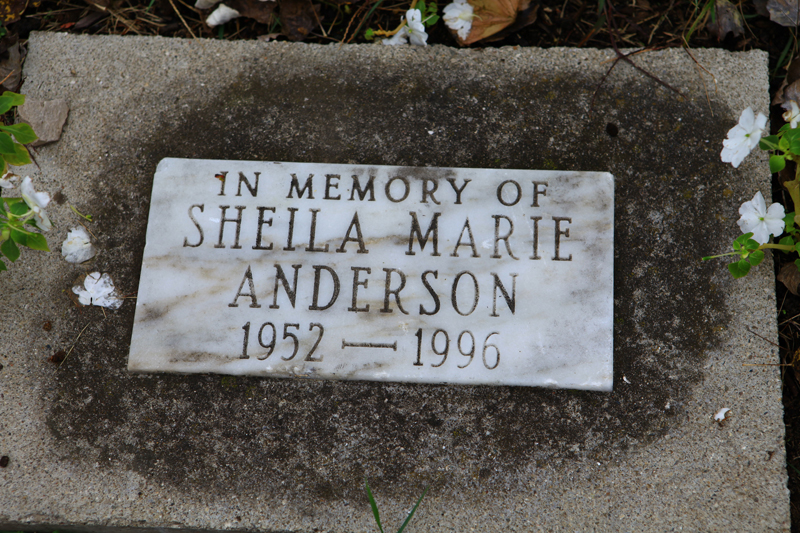 IN MEMORY OF
SHEILA MARIE
ANDERSON
1952 — 1996